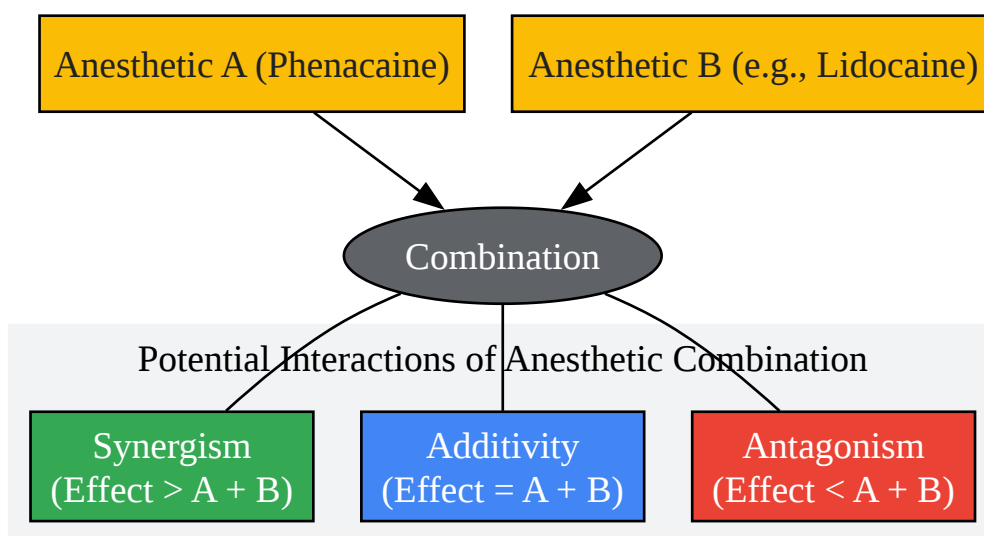 Anesthetic A (Phenacaine)
Anesthetic B (e.g., Lidocaine)
Combination
Potential Interactions of Anesthetic Combination
Synergism
(Effect > A + B)
Additivity
(Effect = A + B)
Antagonism
(Effect < A + B)